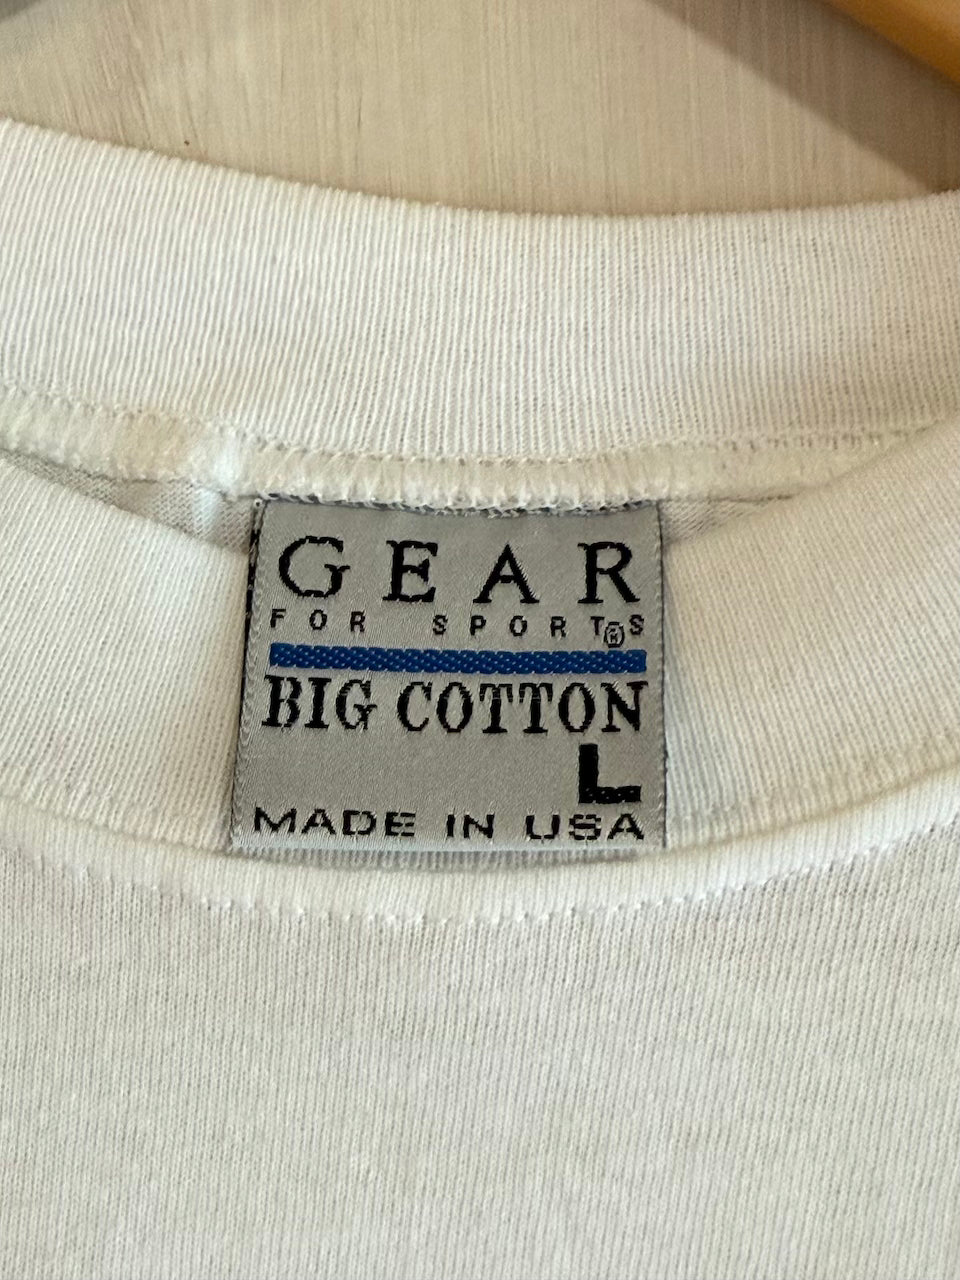 GEAR
FOR SPORTS®
BIG COTTON
L
MADE IN USA